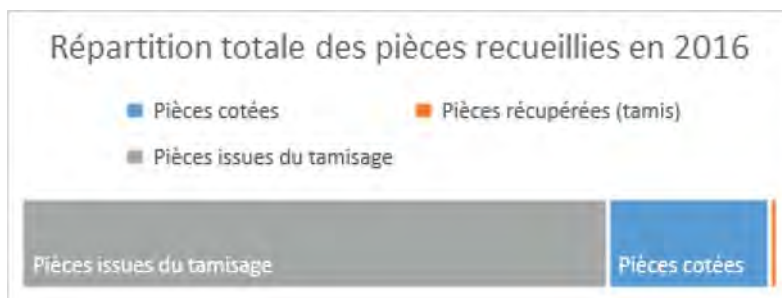 Répartition totale des pièces recueillies en 2016
Pièces cotées
Pièces récupérées (tamis)
Pièces issues du tamisage
Pièces issues du tamisage
Pièces cotées